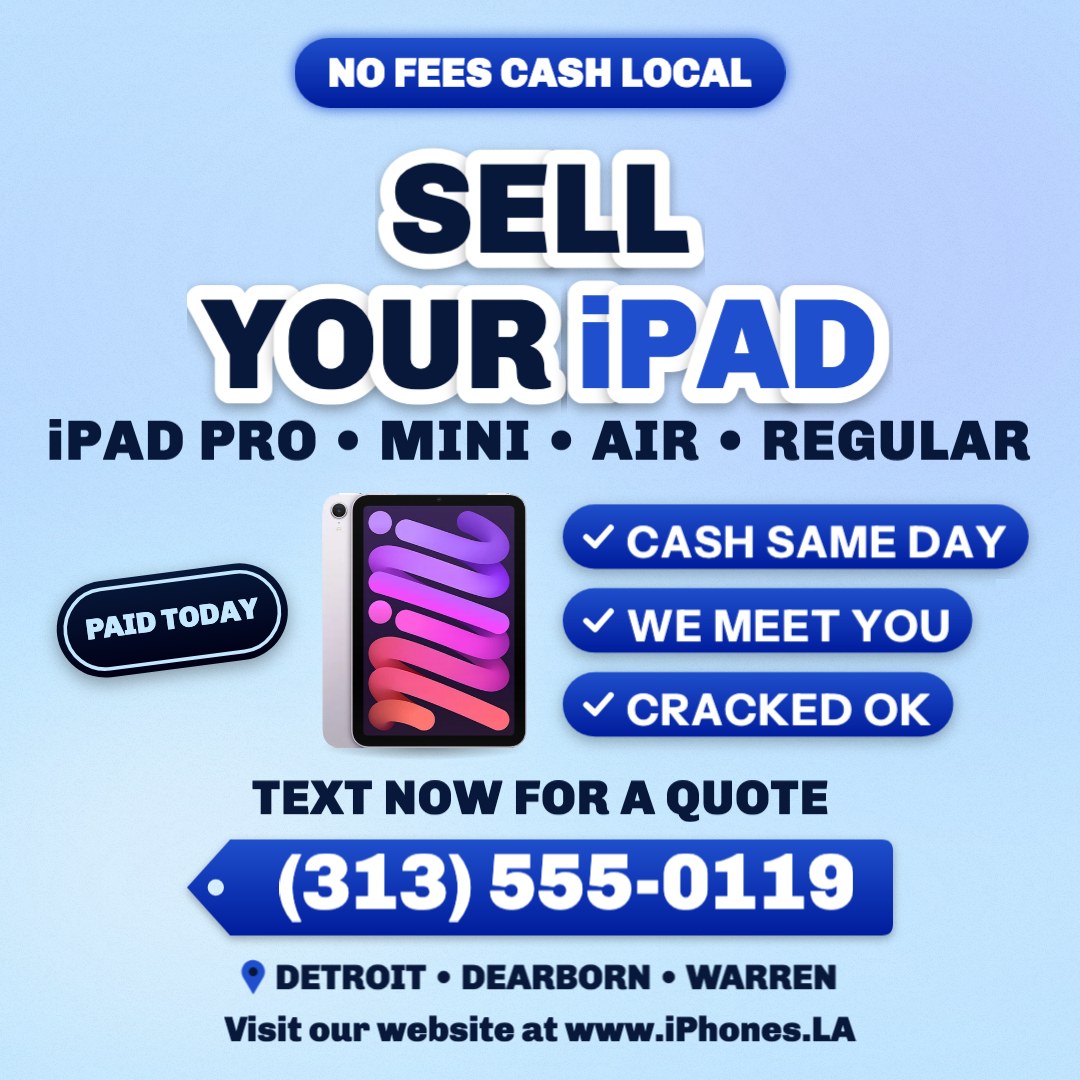 NO FEES CASH LOCAL
SELL
YOUR iPAD
iPAD PRO • MINI • AIR • REGULAR
PAID TODAY
✓ CASH SAME DAY
✓ WE MEET YOU
✓ CRACKED OK
TEXT NOW FOR A QUOTE
(313) 555-0119
DETROIT • DEARBORN • WARREN
Visit our website at www.iPhones.LA